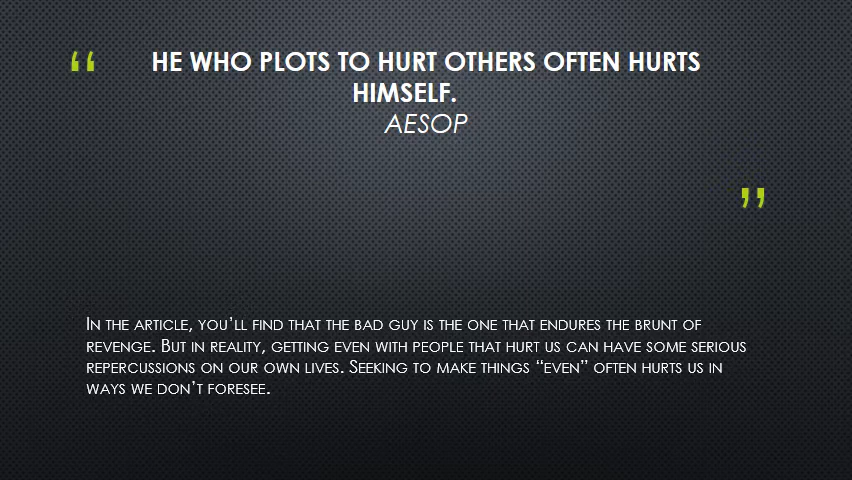 “ HE WHO PLOTS TO HURT OTHERS OFTEN HURTS
HIMSELF.
AESOP
”
In the article, you’ll find that the bad guy is the one that endures the brunt of
revenge. But in reality, getting even with people that hurt us can have some serious
repercussions on our own lives. Seeking to make things “even” often hurts us in
ways we don’t foresee.